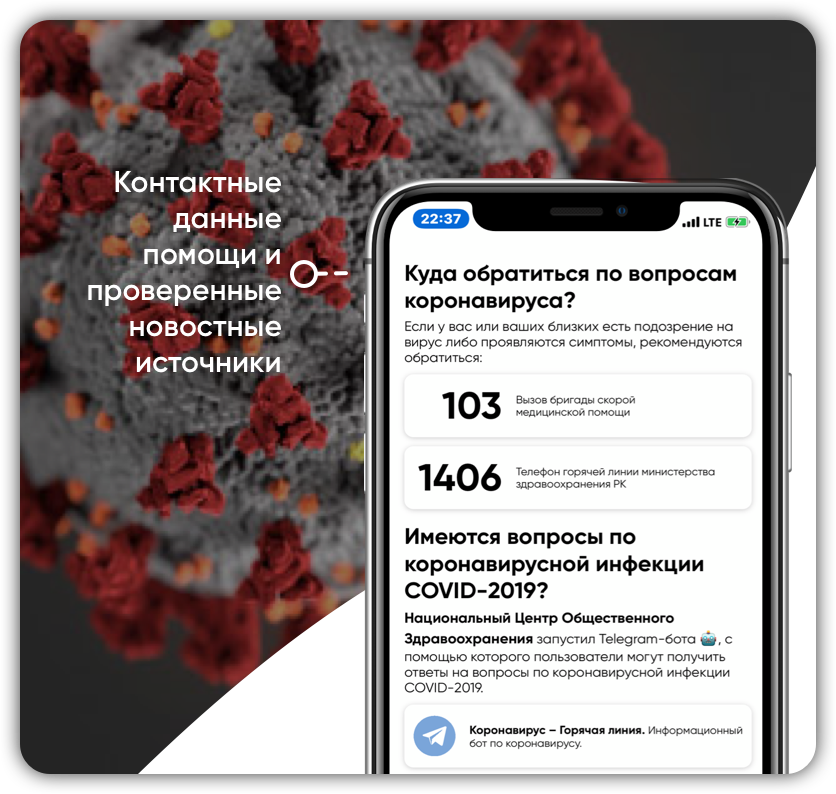 Контактные
данные
помощи и
проверенные
новостные
источники
22:37
LTE
Куда обратиться по вопросам
коронавируса?
Если у вас или ваших близких есть подозрение на
вирус либо проявляются симптомы, рекомендуются
обратиться:
103
Вызов бригады скорой
медицинской помощи
1406
Телефон горячей линии министерства
здравоохранения РК
Имеются вопросы по
коронавирусной инфекции
COVID-2019?
Национальный Центр Общественного
Здравоохранения запустил Telegram-бота 🤖, с
помощью которого пользователи могут получить
ответы на вопросы по коронавирусной инфекции
COVID-2019.
Коронавирус – Горячая линия. Информационный
бот по коронавирусу.